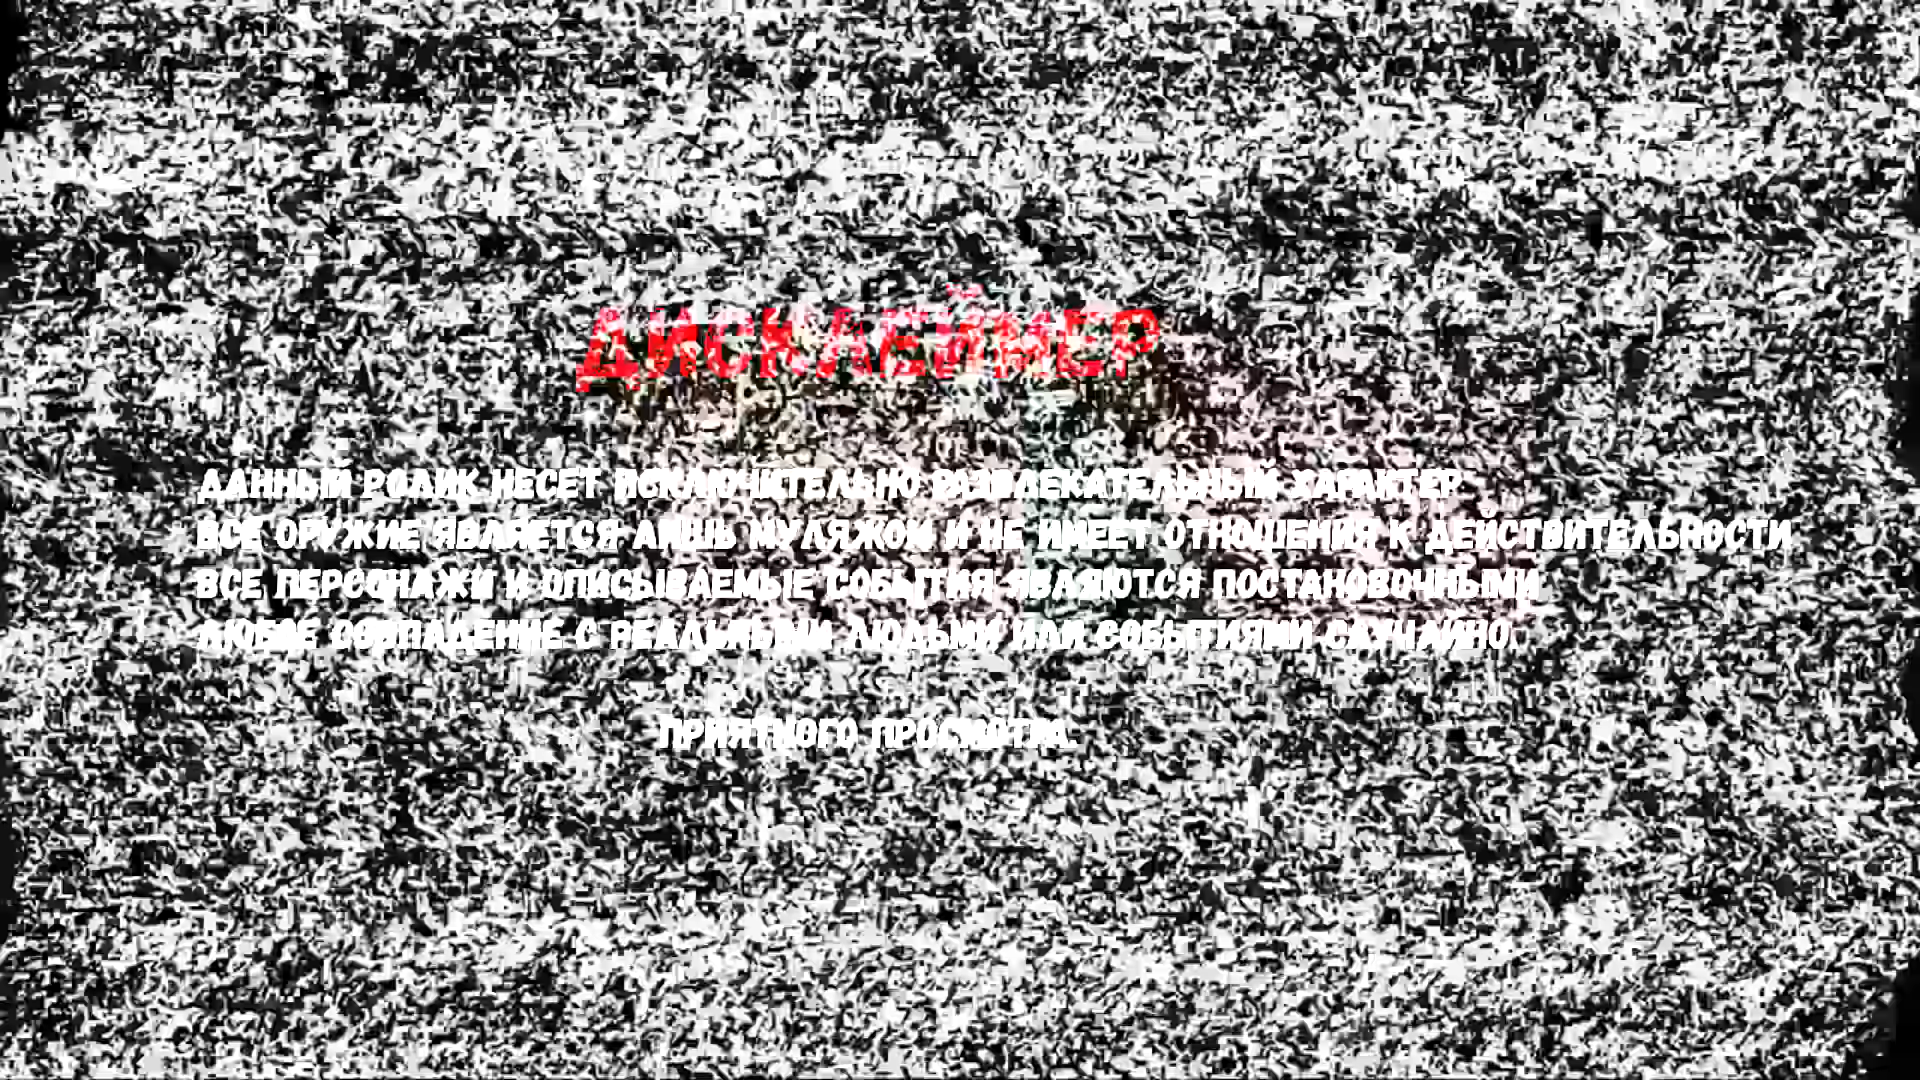 ДИСКЛЕЙМЕР
ДАННЫЙ РОЛИК НЕСЕТ ИСКЛЮЧИТЕЛЬНО РАЗВЛЕКАТЕЛЬНЫЙ ХАРАКТЕР.
ВСЕ ОРУЖИЕ ЯВЛЯЕТСЯ ЛИШЬ МУЛЯЖОМ И НЕ ИМЕЕТ ОТНОШЕНИЯ К ДЕЙСТВИТЕЛЬНОСТИ
ВСЕ ПЕРСОНАЖИ И ОПИСЫВАЕМЫЕ СОБЫТИЯ ЯВЛЯЮТСЯ ПОСТАНОВОЧНЫМИ.
ЛЮБОЕ СОВПАДЕНИЕ С РЕАЛЬНЫМИ ЛЮДЬМИ ИЛИ СОБЫТИЯМИ СЛУЧАЙНО.
ПРИЯТНОГО ПРОСМОТРА.